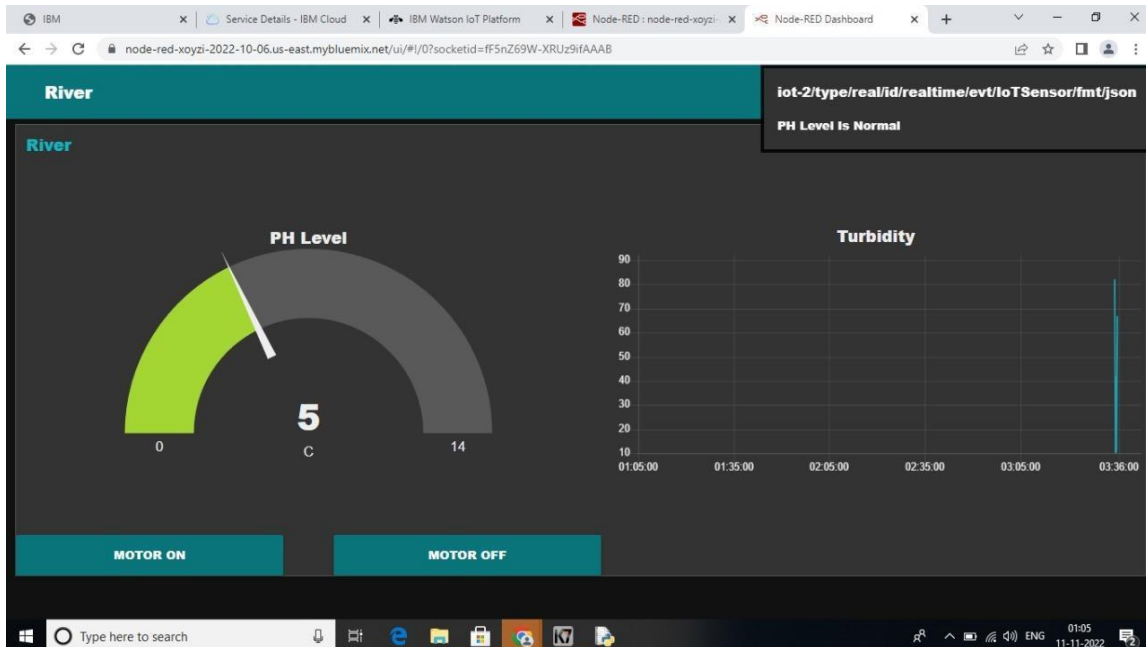 IBM
Service Details - IBM Cloud
IBM Watson IoT Platform
Node-RED : node-red-xoyzi-
Node-RED Dashboard
node-red-xoyzi-2022-10-06.us-east.mybluemix.net/ui/#!/0?socketid=fF5nZ69W-XRUz9ifAAAB
River
iot-2/type/real/id/realtime/evt/IoTSensor/fmt/json
PH Level Is Normal
River
PH Level
5
C
0
14
Turbidity
90
80
70
60
50
40
30
20
10
01:05:00 01:35:00 02:05:00 02:35:00 03:05:00 03:36:00
MOTOR ON
MOTOR OFF
Type here to search
K7
ENG
01:05
11-11-2022
2